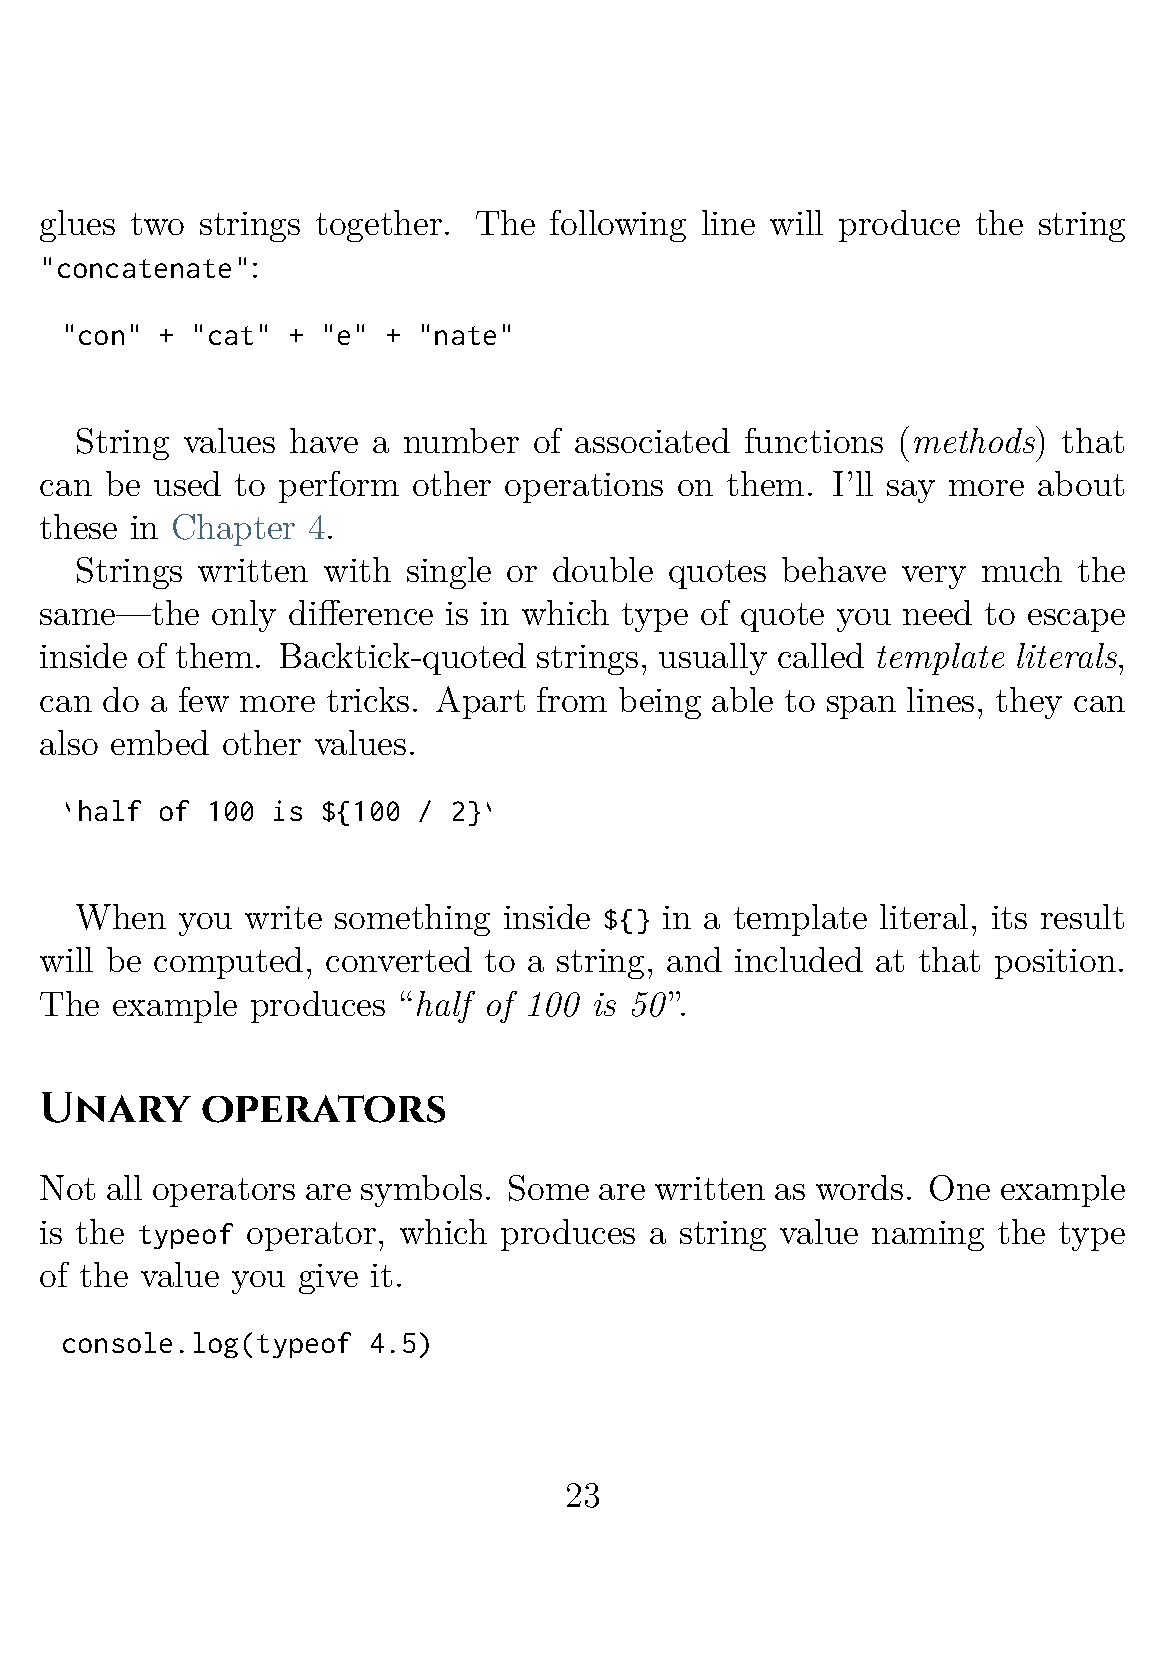 glues two strings together. The following line will produce the string
"concatenate":
"con" + "cat" + "e" + "nate"
String values have a number of associated functions (methods) that
can be used to perform other operations on them. I'll say more about
these in Chapter 4.
Strings written with single or double quotes behave very much the
same—the only difference is in which type of quote you need to escape
inside of them. Backtick-quoted strings, usually called template literals,
can do a few more tricks. Apart from being able to span lines, they can
also embed other values.
`half of 100 is ${100 / 2}`
When you write something inside ${} in a template literal, its result
will be computed, converted to a string, and included at that position.
The example produces “half of 100 is 50”.
Unary operators
Not all operators are symbols. Some are written as words. One example
is the typeof operator, which produces a string value naming the type
of the value you give it.
console.log(typeof 4.5)
23